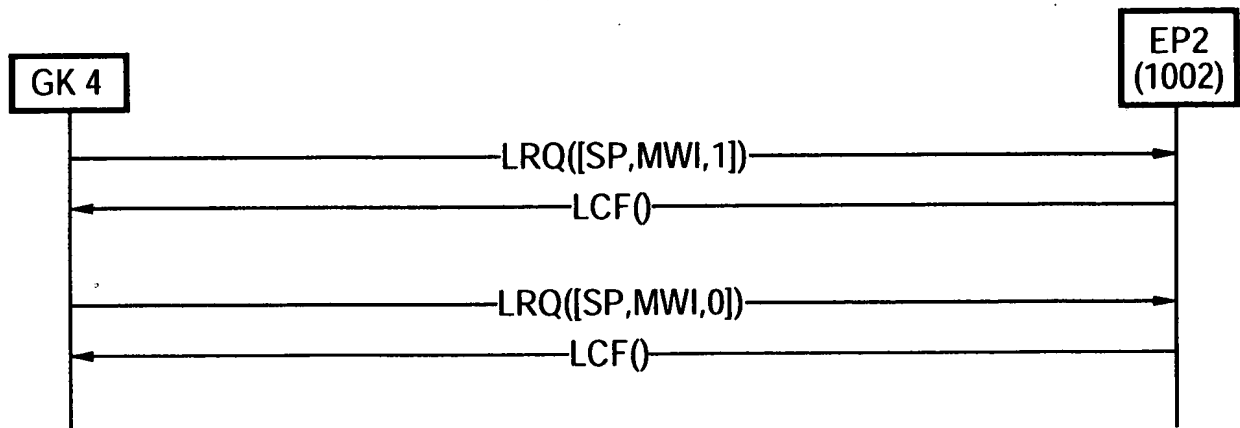 GK 4
EP2
(1002)
LRQ([SP,MWI,1])
LCF()
LRQ([SP,MWI,0])
LCF()